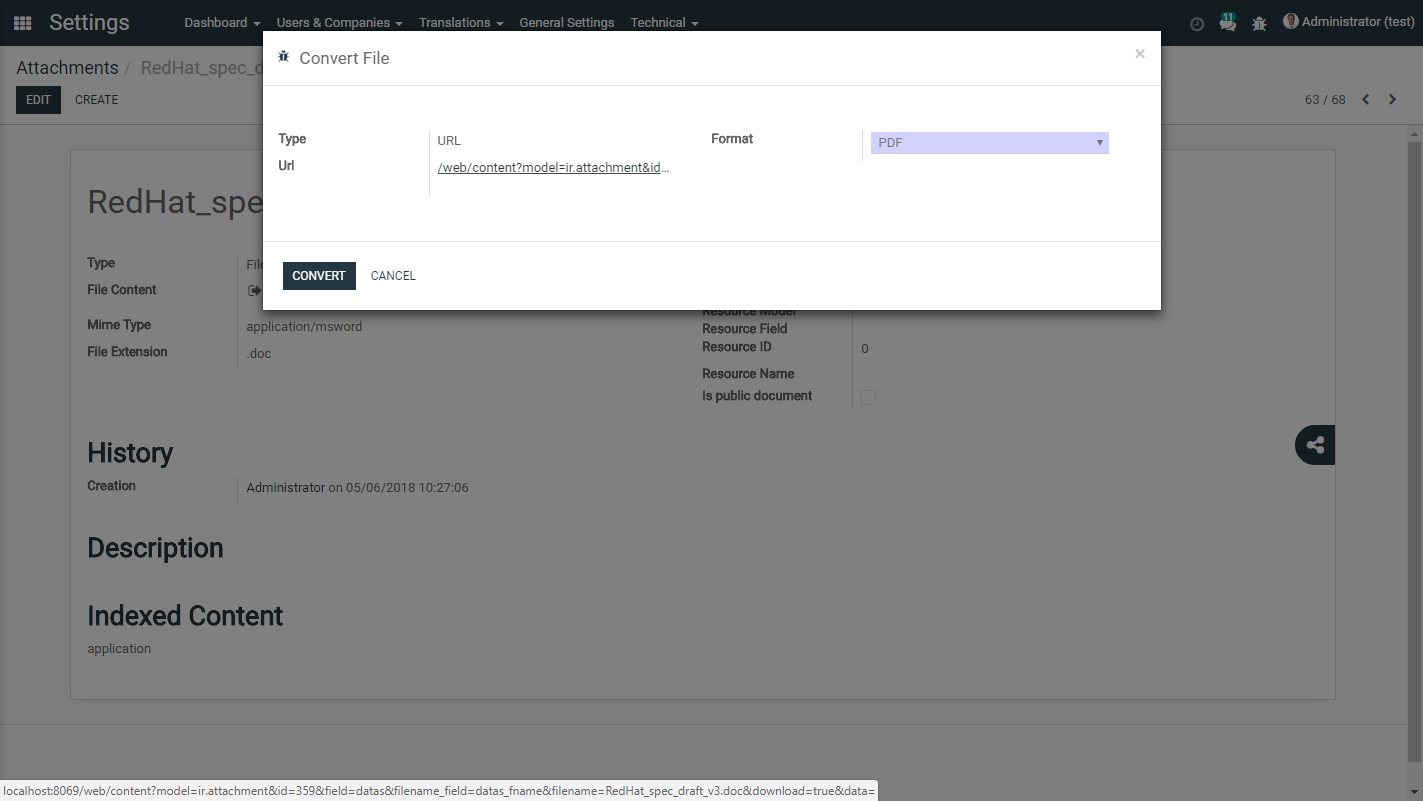 Settings Dashboard Users & Companies Translations General Settings Technical 11 Administrator (test)
Attachments / RedHat_spec_d
EDIT CREATE 63 / 68
Convert File ×
Type URL Format PDF
Url /web/content?model=ir.attachment&id...
CONVERT CANCEL
RedHat_spe
Type File
File Content
Mime Type application/msword
File Extension .doc
Resource Model
Resource Field
Resource ID 0
Resource Name
Is public document
History
Creation Administrator on 05/06/2018 10:27:06
Description
Indexed Content
application
localhost:8069/web/content?model=ir.attachment&id=359&field=datas&filename_field=datas_fname&filename=RedHat_spec_draft_v3.doc&download=true&data=